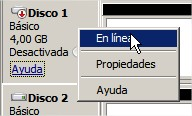 Disco 1
Básico
4,00 GB
Desactivada
Ayuda
En línea
Propiedades
Ayuda
Disco 2
Básico